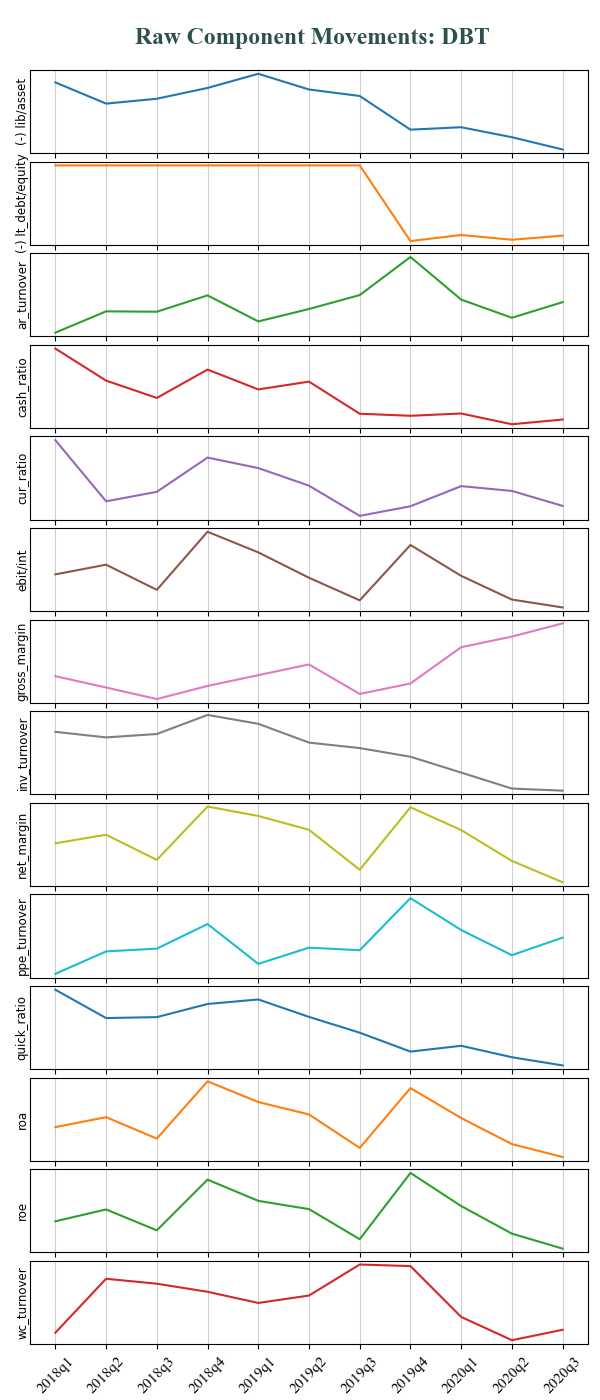 Raw Component Movements: DBT
(-) lib/asset
(-) lt_debt/equity
ar_turnover
cash_ratio
cur_ratio
ebit/int
gross_margin
inv_turnover
net_margin
ppe_turnover
quick_ratio
roa
roe
wc_turnover
2018q1 2018q2 2018q3 2018q4 2019q1 2019q2 2019q3 2019q4 2020q1 2020q2 2020q3